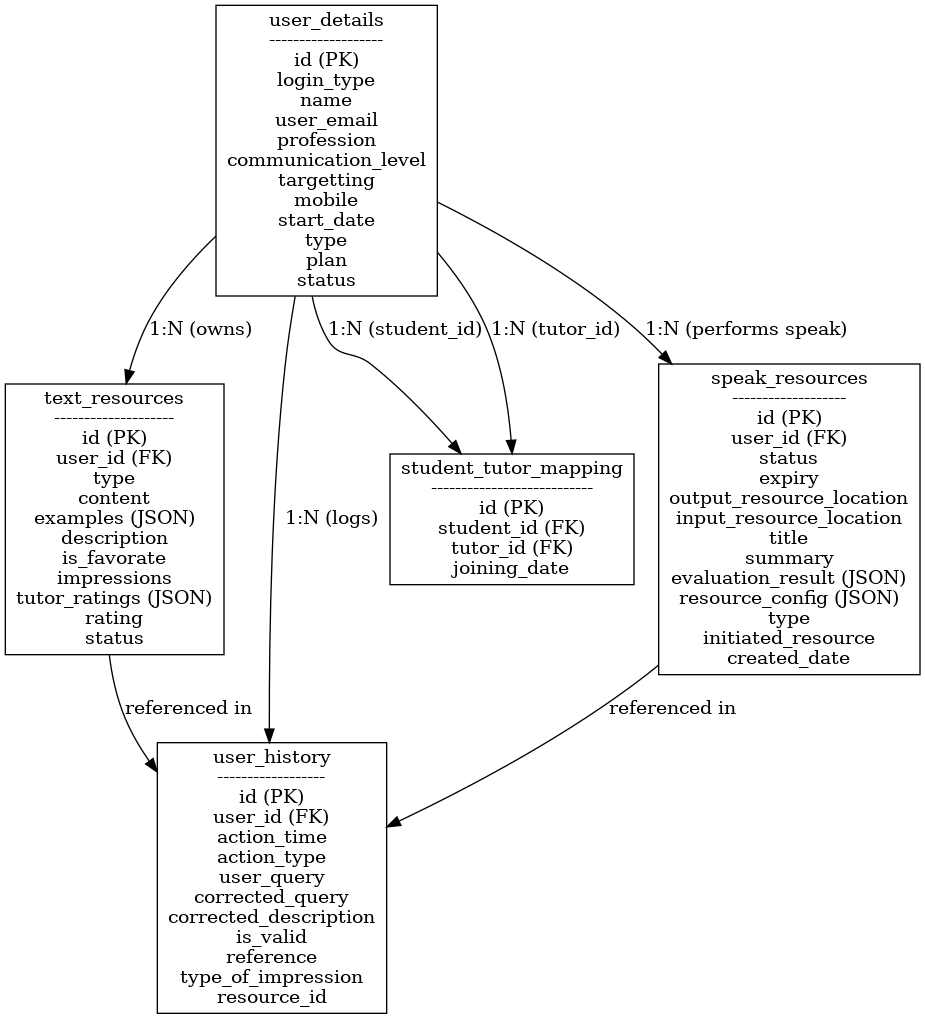 user_details
-------------------
id (PK)
login_type
name
user_email
profession
communication_level
targetting
mobile
start_date
type
plan
status
1:N (owns)
1:N (student_id)
1:N (tutor_id)
1:N (performs speak)
text_resources
--------------------
id (PK)
user_id (FK)
type
content
examples (JSON)
description
is_favorate
impressions
tutor_ratings (JSON)
rating
status
1:N (logs)
student_tutor_mapping
---------------------------
id (PK)
student_id (FK)
tutor_id (FK)
joining_date
speak_resources
-------------------
id (PK)
user_id (FK)
status
expiry
output_resource_location
input_resource_location
title
summary
evaluation_result (JSON)
resource_config (JSON)
type
initiated_resource
created_date
referenced in
referenced in
user_history
------------------
id (PK)
user_id (FK)
action_time
action_type
user_query
corrected_query
corrected_description
is_valid
reference
type_of_impression
resource_id